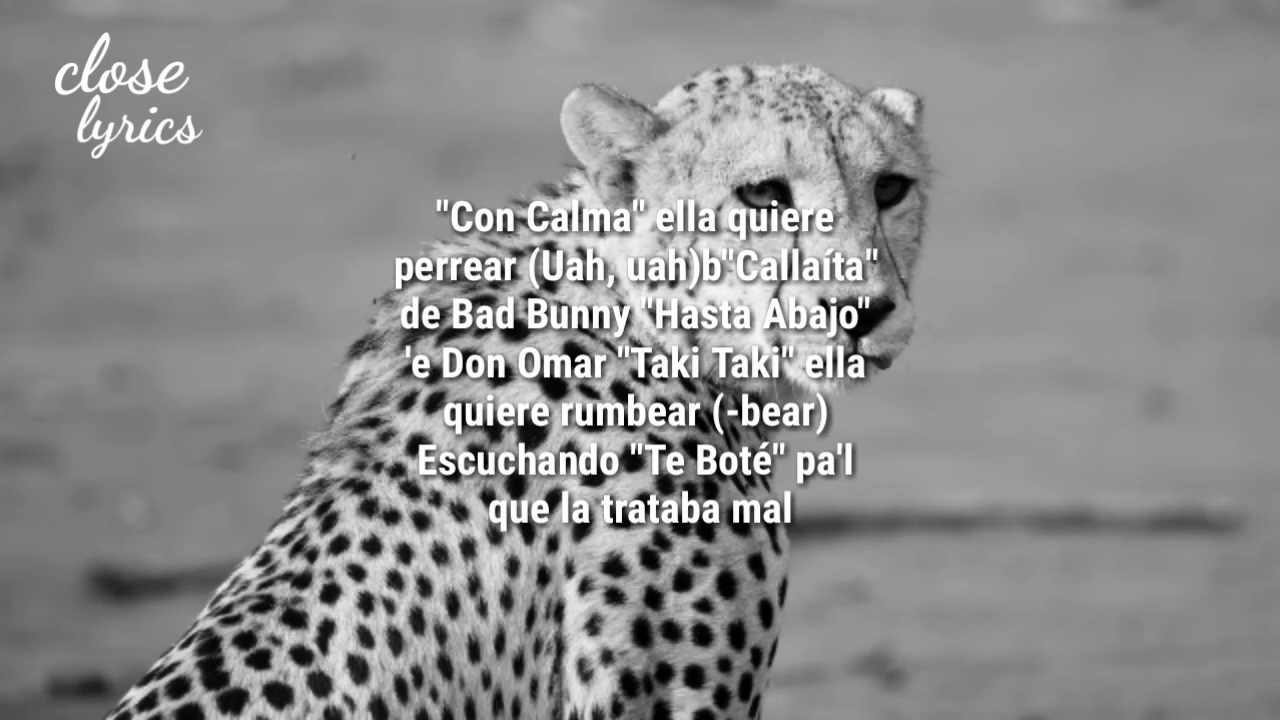 close
lyrics
"Con Calma" ella quiere
perrear (Uah, uah)b"Callaíta"
de Bad Bunny "Hasta Abajo"
'e Don Omar "Taki Taki" ella
quiere rumbear (-bear)
Escuchando "Te Boté" pa'l
que la trataba mal